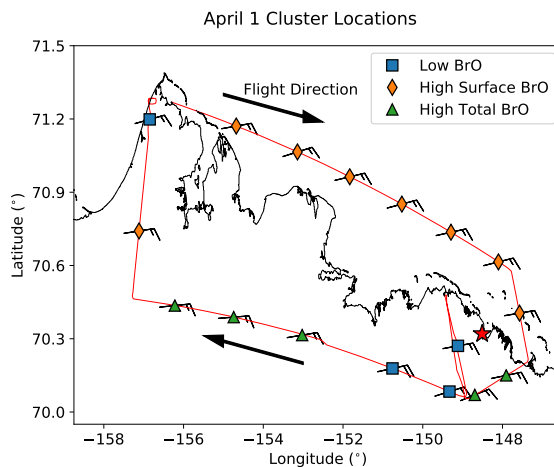 April 1 Cluster Locations
71.5
71.2
70.9
70.6
70.3
70.0
Latitude (°)
Flight Direction
Low BrO
High Surface BrO
High Total BrO
−158 −156 −154 −152 −150 −148
Longitude (°)